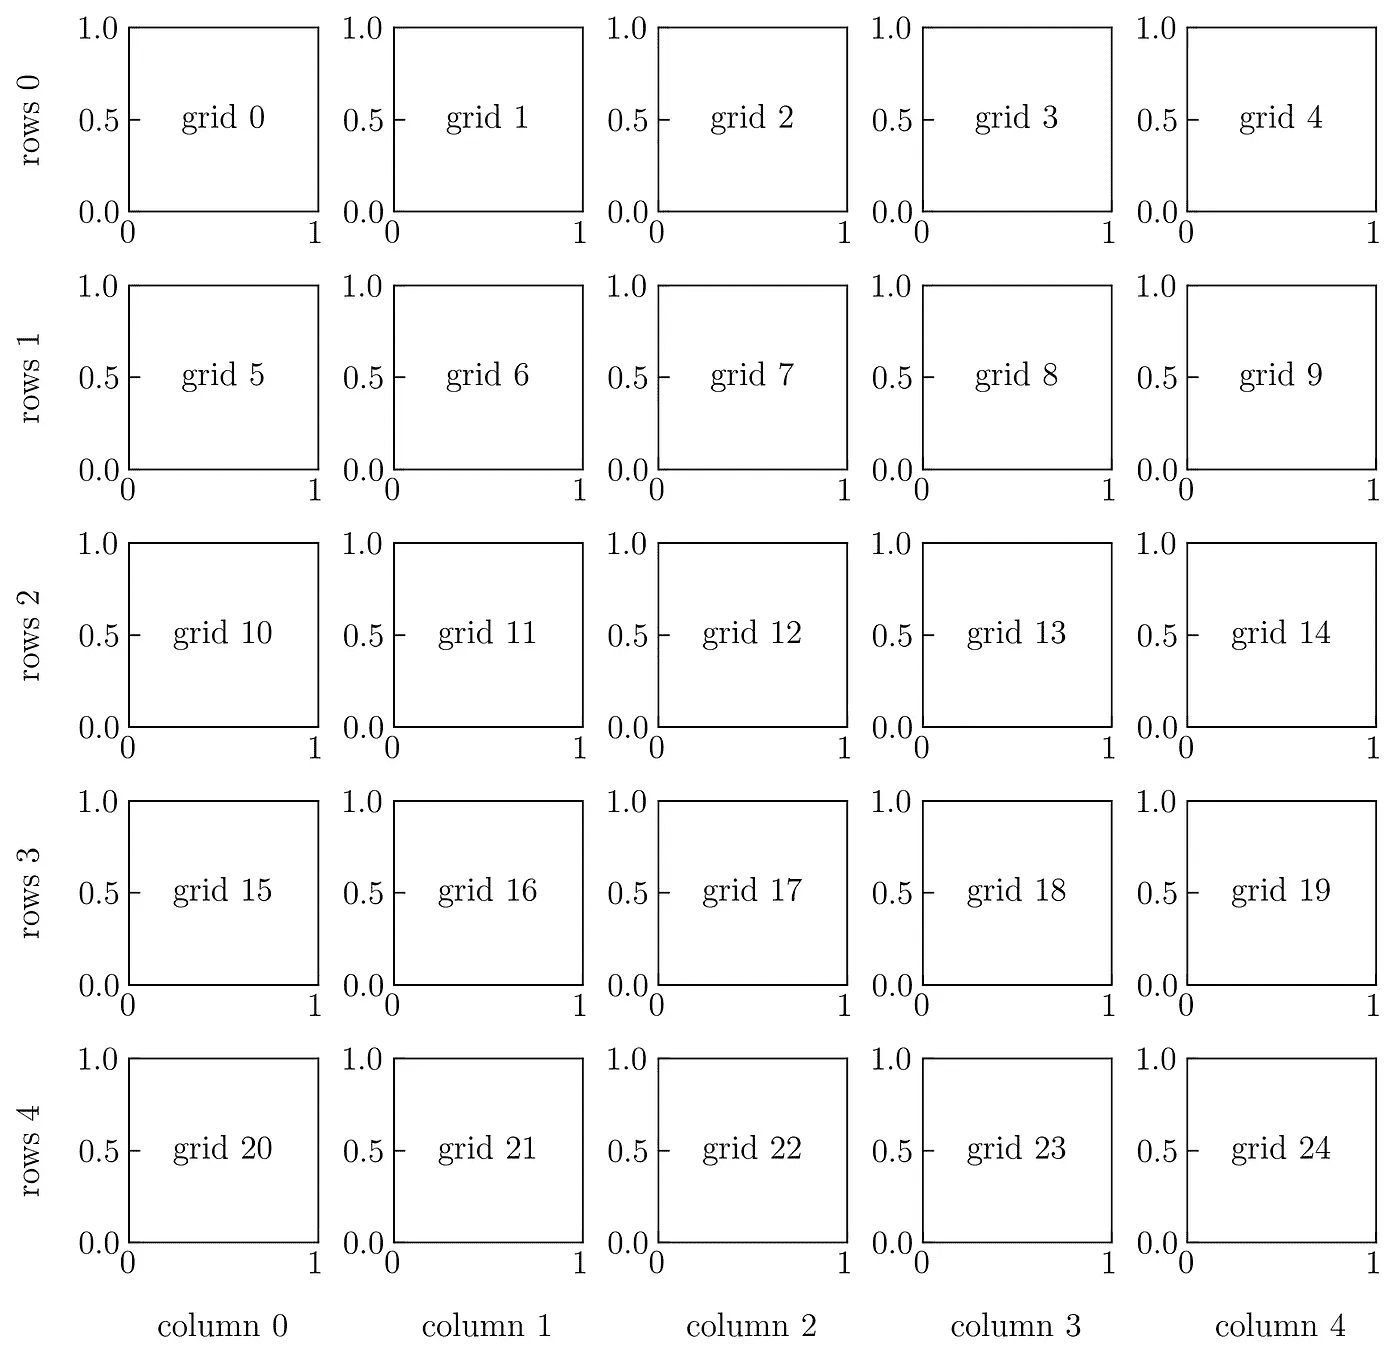 1.0 1.0 1.0 1.0 1.0
rows 0
0.5 grid 0 0.5 grid 1 0.5 grid 2 0.5 grid 3 0.5 grid 4
0.0 0.0 0.0 0.0 0.0
0 1 0 1 0 1 0 1 0 1
1.0 1.0 1.0 1.0 1.0
rows 1
0.5 grid 5 0.5 grid 6 0.5 grid 7 0.5 grid 8 0.5 grid 9
0.0 0.0 0.0 0.0 0.0
0 1 0 1 0 1 0 1 0 1
1.0 1.0 1.0 1.0 1.0
rows 2
0.5 grid 10 0.5 grid 11 0.5 grid 12 0.5 grid 13 0.5 grid 14
0.0 0.0 0.0 0.0 0.0
0 1 0 1 0 1 0 1 0 1
1.0 1.0 1.0 1.0 1.0
rows 3
0.5 grid 15 0.5 grid 16 0.5 grid 17 0.5 grid 18 0.5 grid 19
0.0 0.0 0.0 0.0 0.0
0 1 0 1 0 1 0 1 0 1
1.0 1.0 1.0 1.0 1.0
rows 4
0.5 grid 20 0.5 grid 21 0.5 grid 22 0.5 grid 23 0.5 grid 24
0.0 0.0 0.0 0.0 0.0
0 1 0 1 0 1 0 1 0 1
column 0 column 1 column 2 column 3 column 4